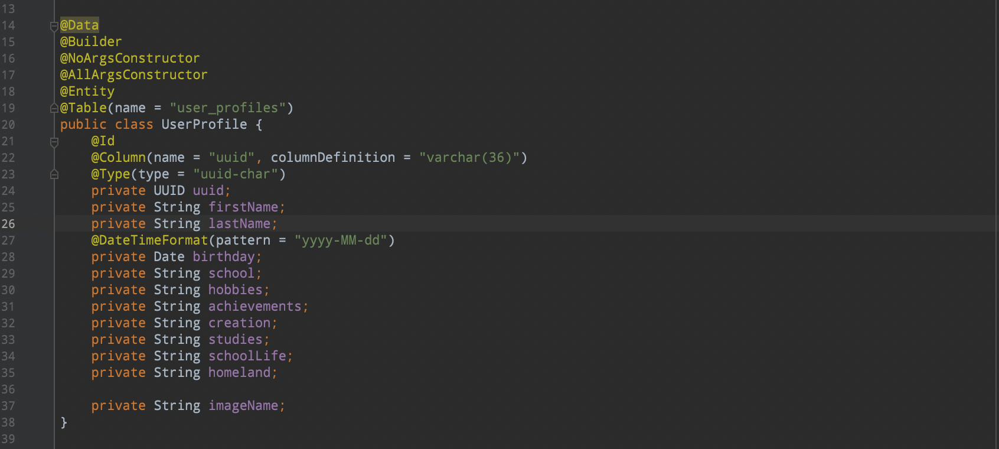 13
14 @Data
15 @Builder
16 @NoArgsConstructor
17 @AllArgsConstructor
18 @Entity
19 @Table(name = "user_profiles")
20 public class UserProfile {
21     @Id
22     @Column(name = "uuid", columnDefinition = "varchar(36)")
23     @Type(type = "uuid-char")
24     private UUID uuid;
25     private String firstName;
26     private String lastName;
27     @DateTimeFormat(pattern = "yyyy-MM-dd")
28     private Date birthday;
29     private String school;
30     private String hobbies;
31     private String achievements;
32     private String creation;
33     private String studies;
34     private String schoolLife;
35     private String homeland;
36
37     private String imageName;
38 }
39